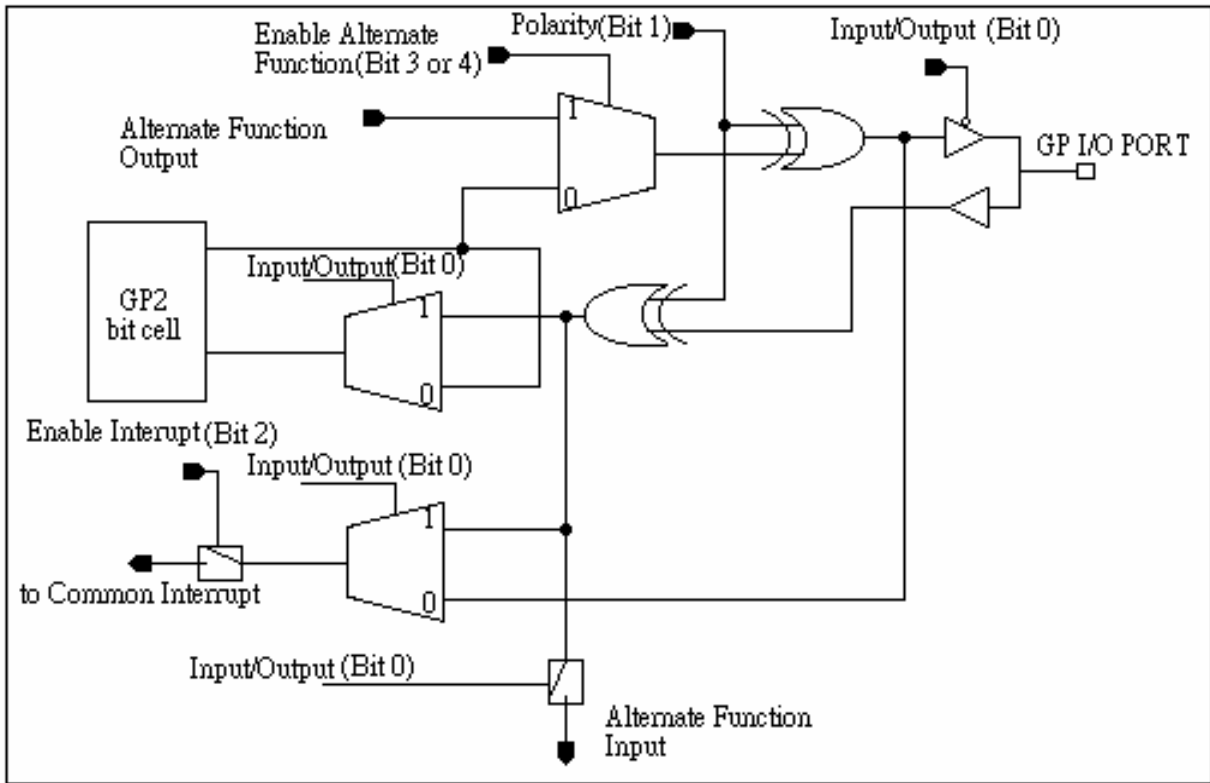 Polarity(Bit 1)
Input/Output (Bit 0)
Enable Alternate
Function(Bit 3 or 4)
1
Alternate Function
Output
GP I/O PORT
0
Input/Output(Bit 0)
GP2
bit cell
1
0
Enable Interupt(Bit 2)
Input/Output (Bit 0)
1
to Common Interrupt
0
Input/Output (Bit 0)
Alternate Function
Input